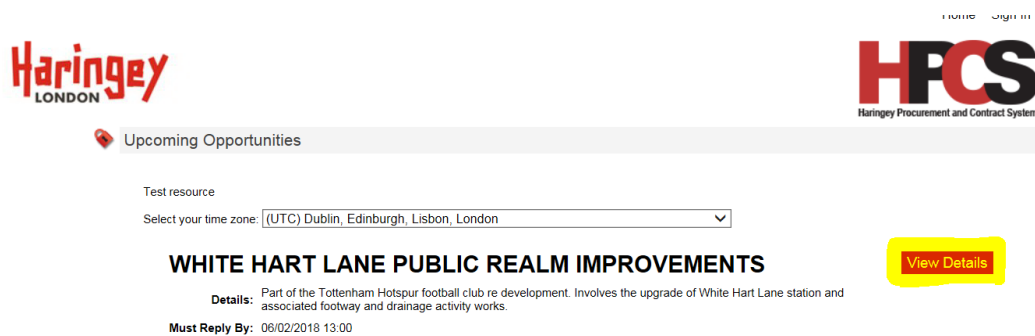 Home Sign In
Haringey
LONDON
HPCS
Haringey Procurement and Contract System
Upcoming Opportunities
Test resource
Select your time zone: (UTC) Dublin, Edinburgh, Lisbon, London
WHITE HART LANE PUBLIC REALM IMPROVEMENTS
View Details
Details: Part of the Tottenham Hotspur football club re development. Involves the upgrade of White Hart Lane station and
associated footway and drainage activity works.
Must Reply By: 06/02/2018 13:00